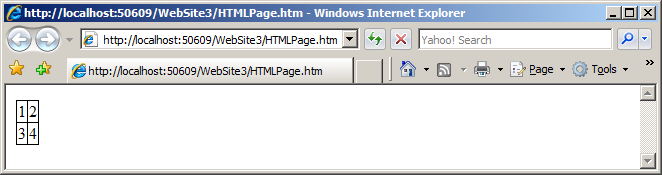 http://localhost:50609/WebSite3/HTMLPage.htm - Windows Internet Explorer
http://localhost:50609/WebSite3/HTMLPage.htm Yahoo! Search
http://localhost:50609/WebSite3/HTMLPage.htm Page Tools »
1 2
3 4